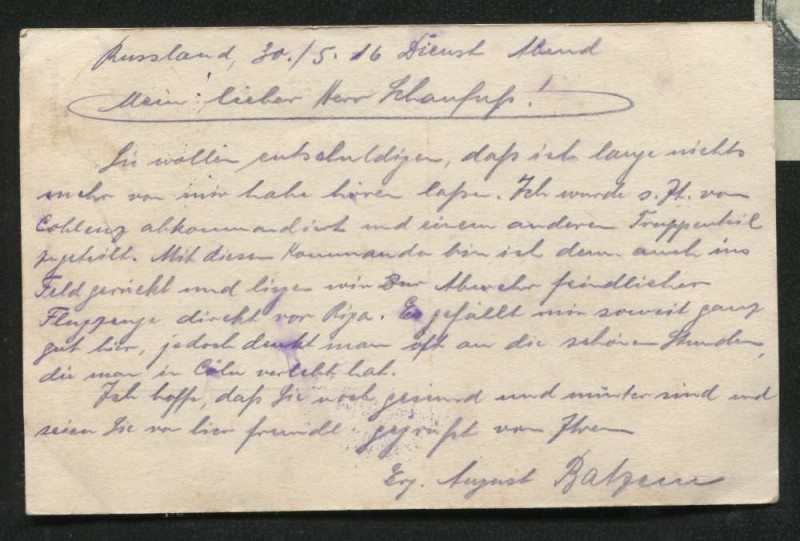 Russland, 30./5.16 Dienst Abend
Mein lieber Herr Schaufuß!
Sie wollen entschuldigen, daß ich lange nichts
mehr von mir habe hören laßen. Ich wurde s. Zt. von
Coblenz abkommandirt und einem anderen Truppenteil
zugeteilt. Mit diesem Kommando bin ich denn auch ins
Feld gerückt und liegen wir zur Abwehr feindlicher
Flugzeuge direkt vor Riga. Es gefällt mir soweit ganz
gut hier, jedoch denkt man oft an die schönen Stunden,
die man in Cöln verlebt hat.
Ich hoffe, daß Sie noch gesund und munter sind und
seien Sie von hier freundl. gegrüßt von Ihrem
Erg. August